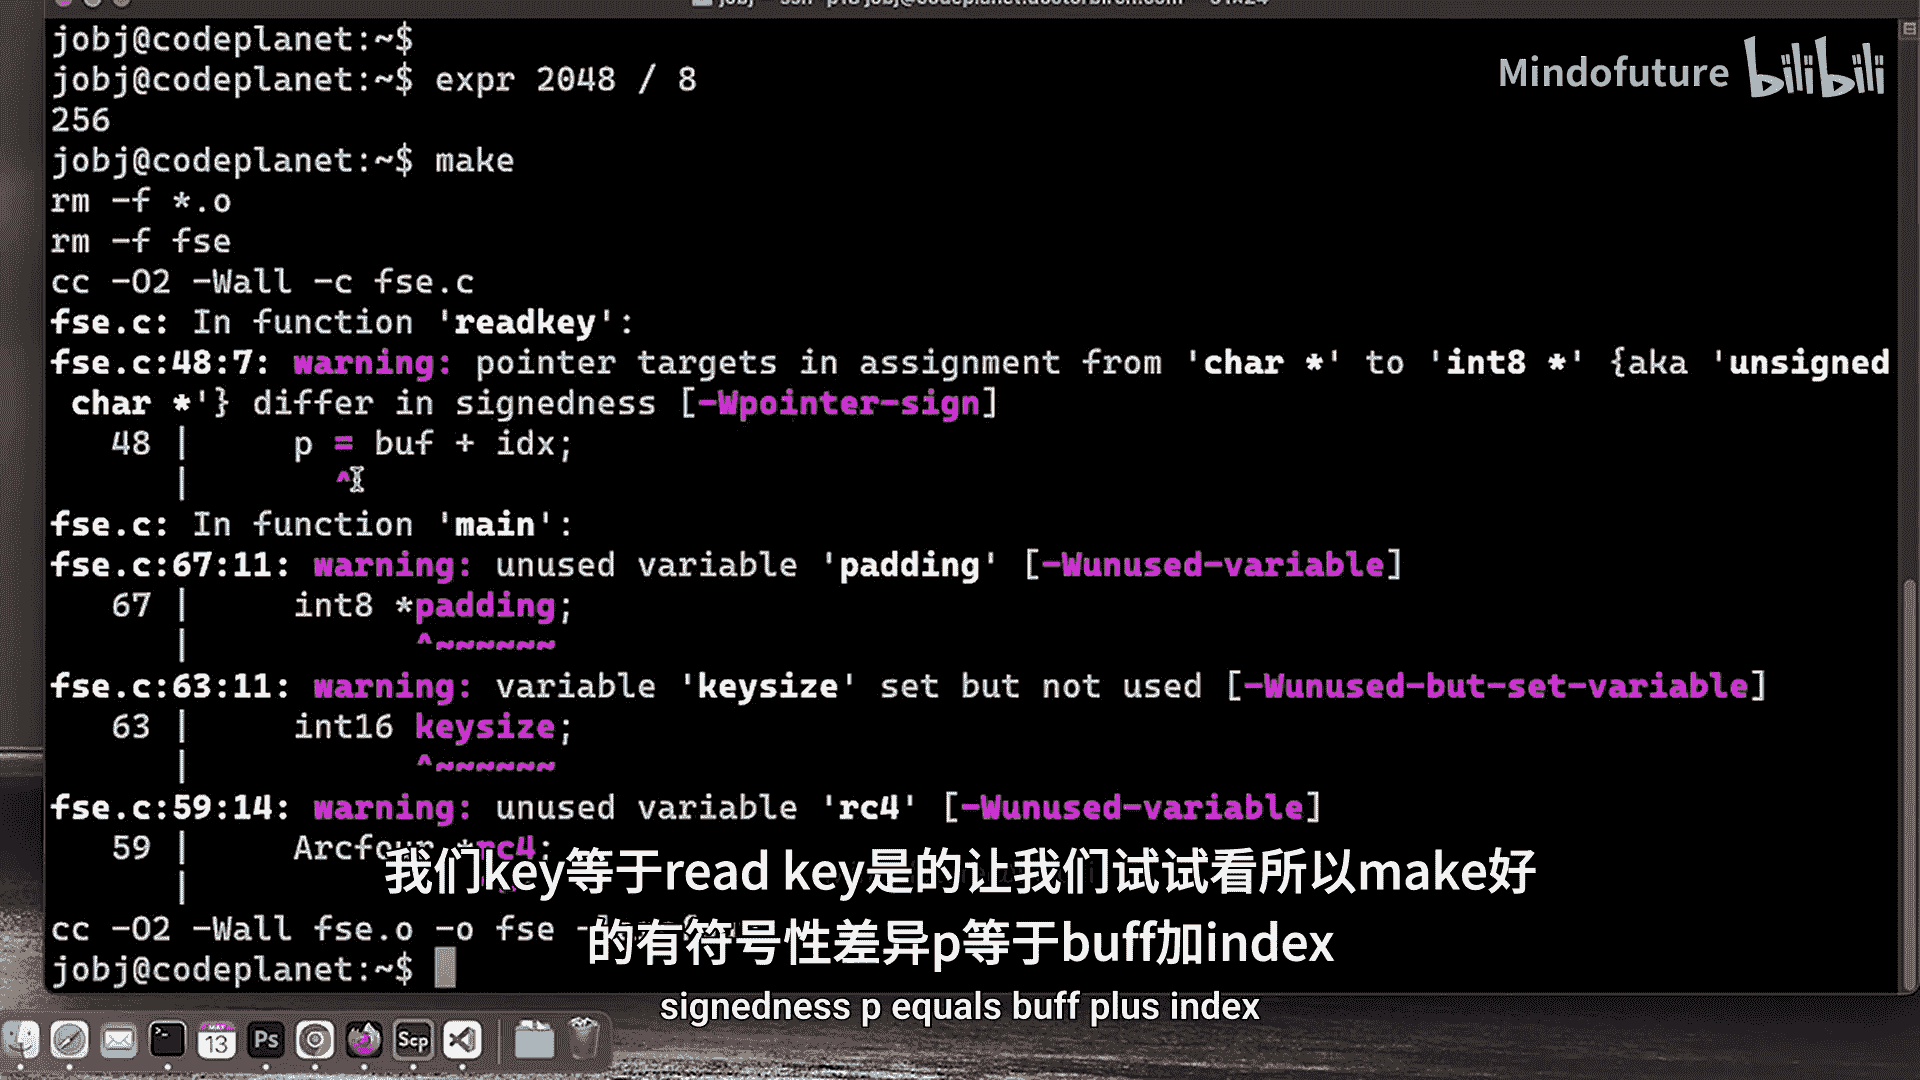 jobj@codeplanet:~$
jobj@codeplanet:~$ expr 2048 / 8
256
jobj@codeplanet:~$ make
rm -f *.o
rm -f fse
cc -O2 -Wall -c fse.c
fse.c: In function 'readkey':
fse.c:48:7: warning: pointer targets in assignment from 'char *' to 'int8 *' {aka 'unsigned
char *'} differ in signedness [-Wpointer-sign]
48 | p = buf + idx;
| ^
fse.c: In function 'main':
fse.c:67:11: warning: unused variable 'padding' [-Wunused-variable]
67 | int8 *padding;
| ^~~~~~~
fse.c:63:11: warning: variable 'keysize' set but not used [-Wunused-but-set-variable]
63 | int16 keysize;
| ^~~~~~~
fse.c:59:14: warning: unused variable 'rc4' [-Wunused-variable]
59 | Arcfour *rc4;
|
cc -O2 -Wall fse.o -o fse
jobj@codeplanet:~$
Mindofuture bilibili
我们key等于read key是的让我们试试看所以make好
的有符号性差异p等于buff加index
signedness p equals buff plus index
MAY
13
Ps
Scp